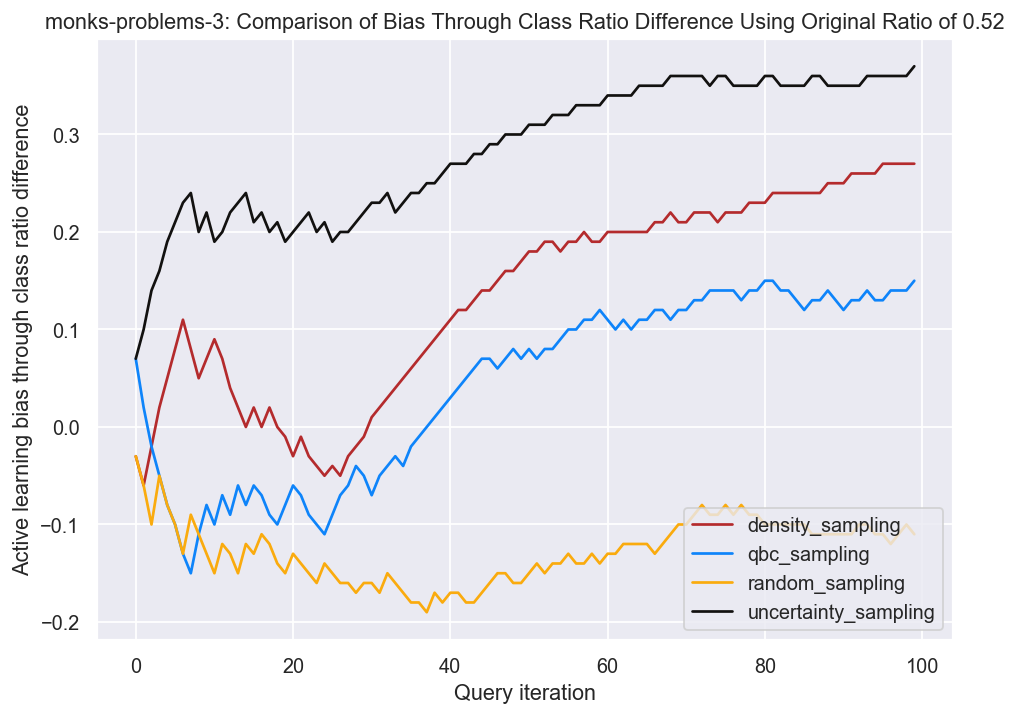 monks-problems-3: Comparison of Bias Through Class Ratio Difference Using Original Ratio of 0.52
Active learning bias through class ratio difference
0.3
0.2
0.1
0.0
−0.1
−0.2
density_sampling
qbc_sampling
random_sampling
uncertainty_sampling
0 20 40 60 80 100
Query iteration